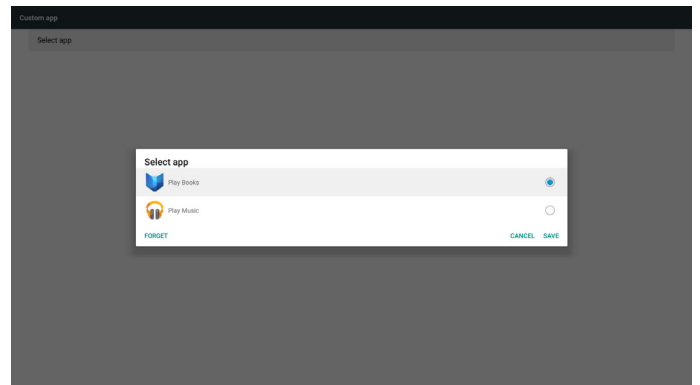 Custom app
Select app
Select app
Play Books
Play Music
FORGET CANCEL SAVE